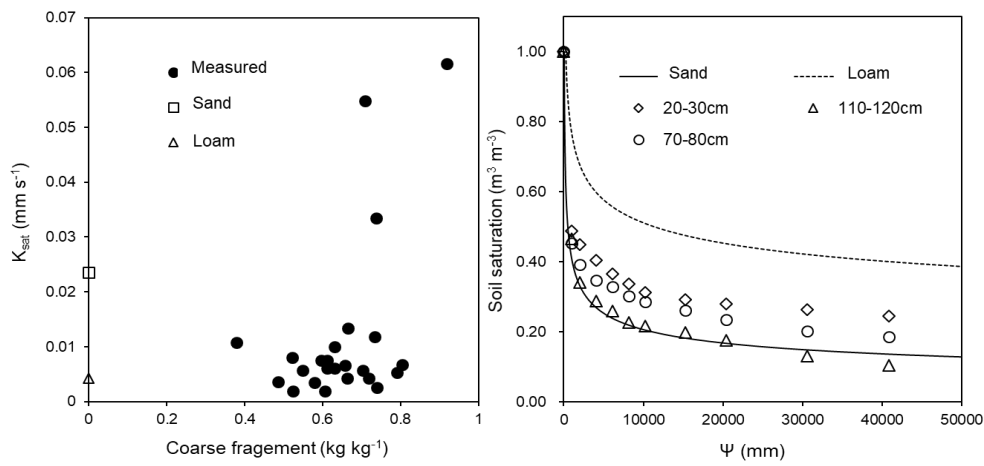 0.07
0.06
0.05
0.04
0.03
0.02
0.01
0
K_sat (mm s⁻¹)
Measured
Sand
Loam
0 0.2 0.4 0.6 0.8 1
Coarse fragement (kg kg⁻¹)
1.00
0.80
0.60
0.40
0.20
0.00
Soil saturation (m³ m⁻³)
Sand Loam
20-30cm 110-120cm
70-80cm
0 10000 20000 30000 40000 50000
Ψ (mm)